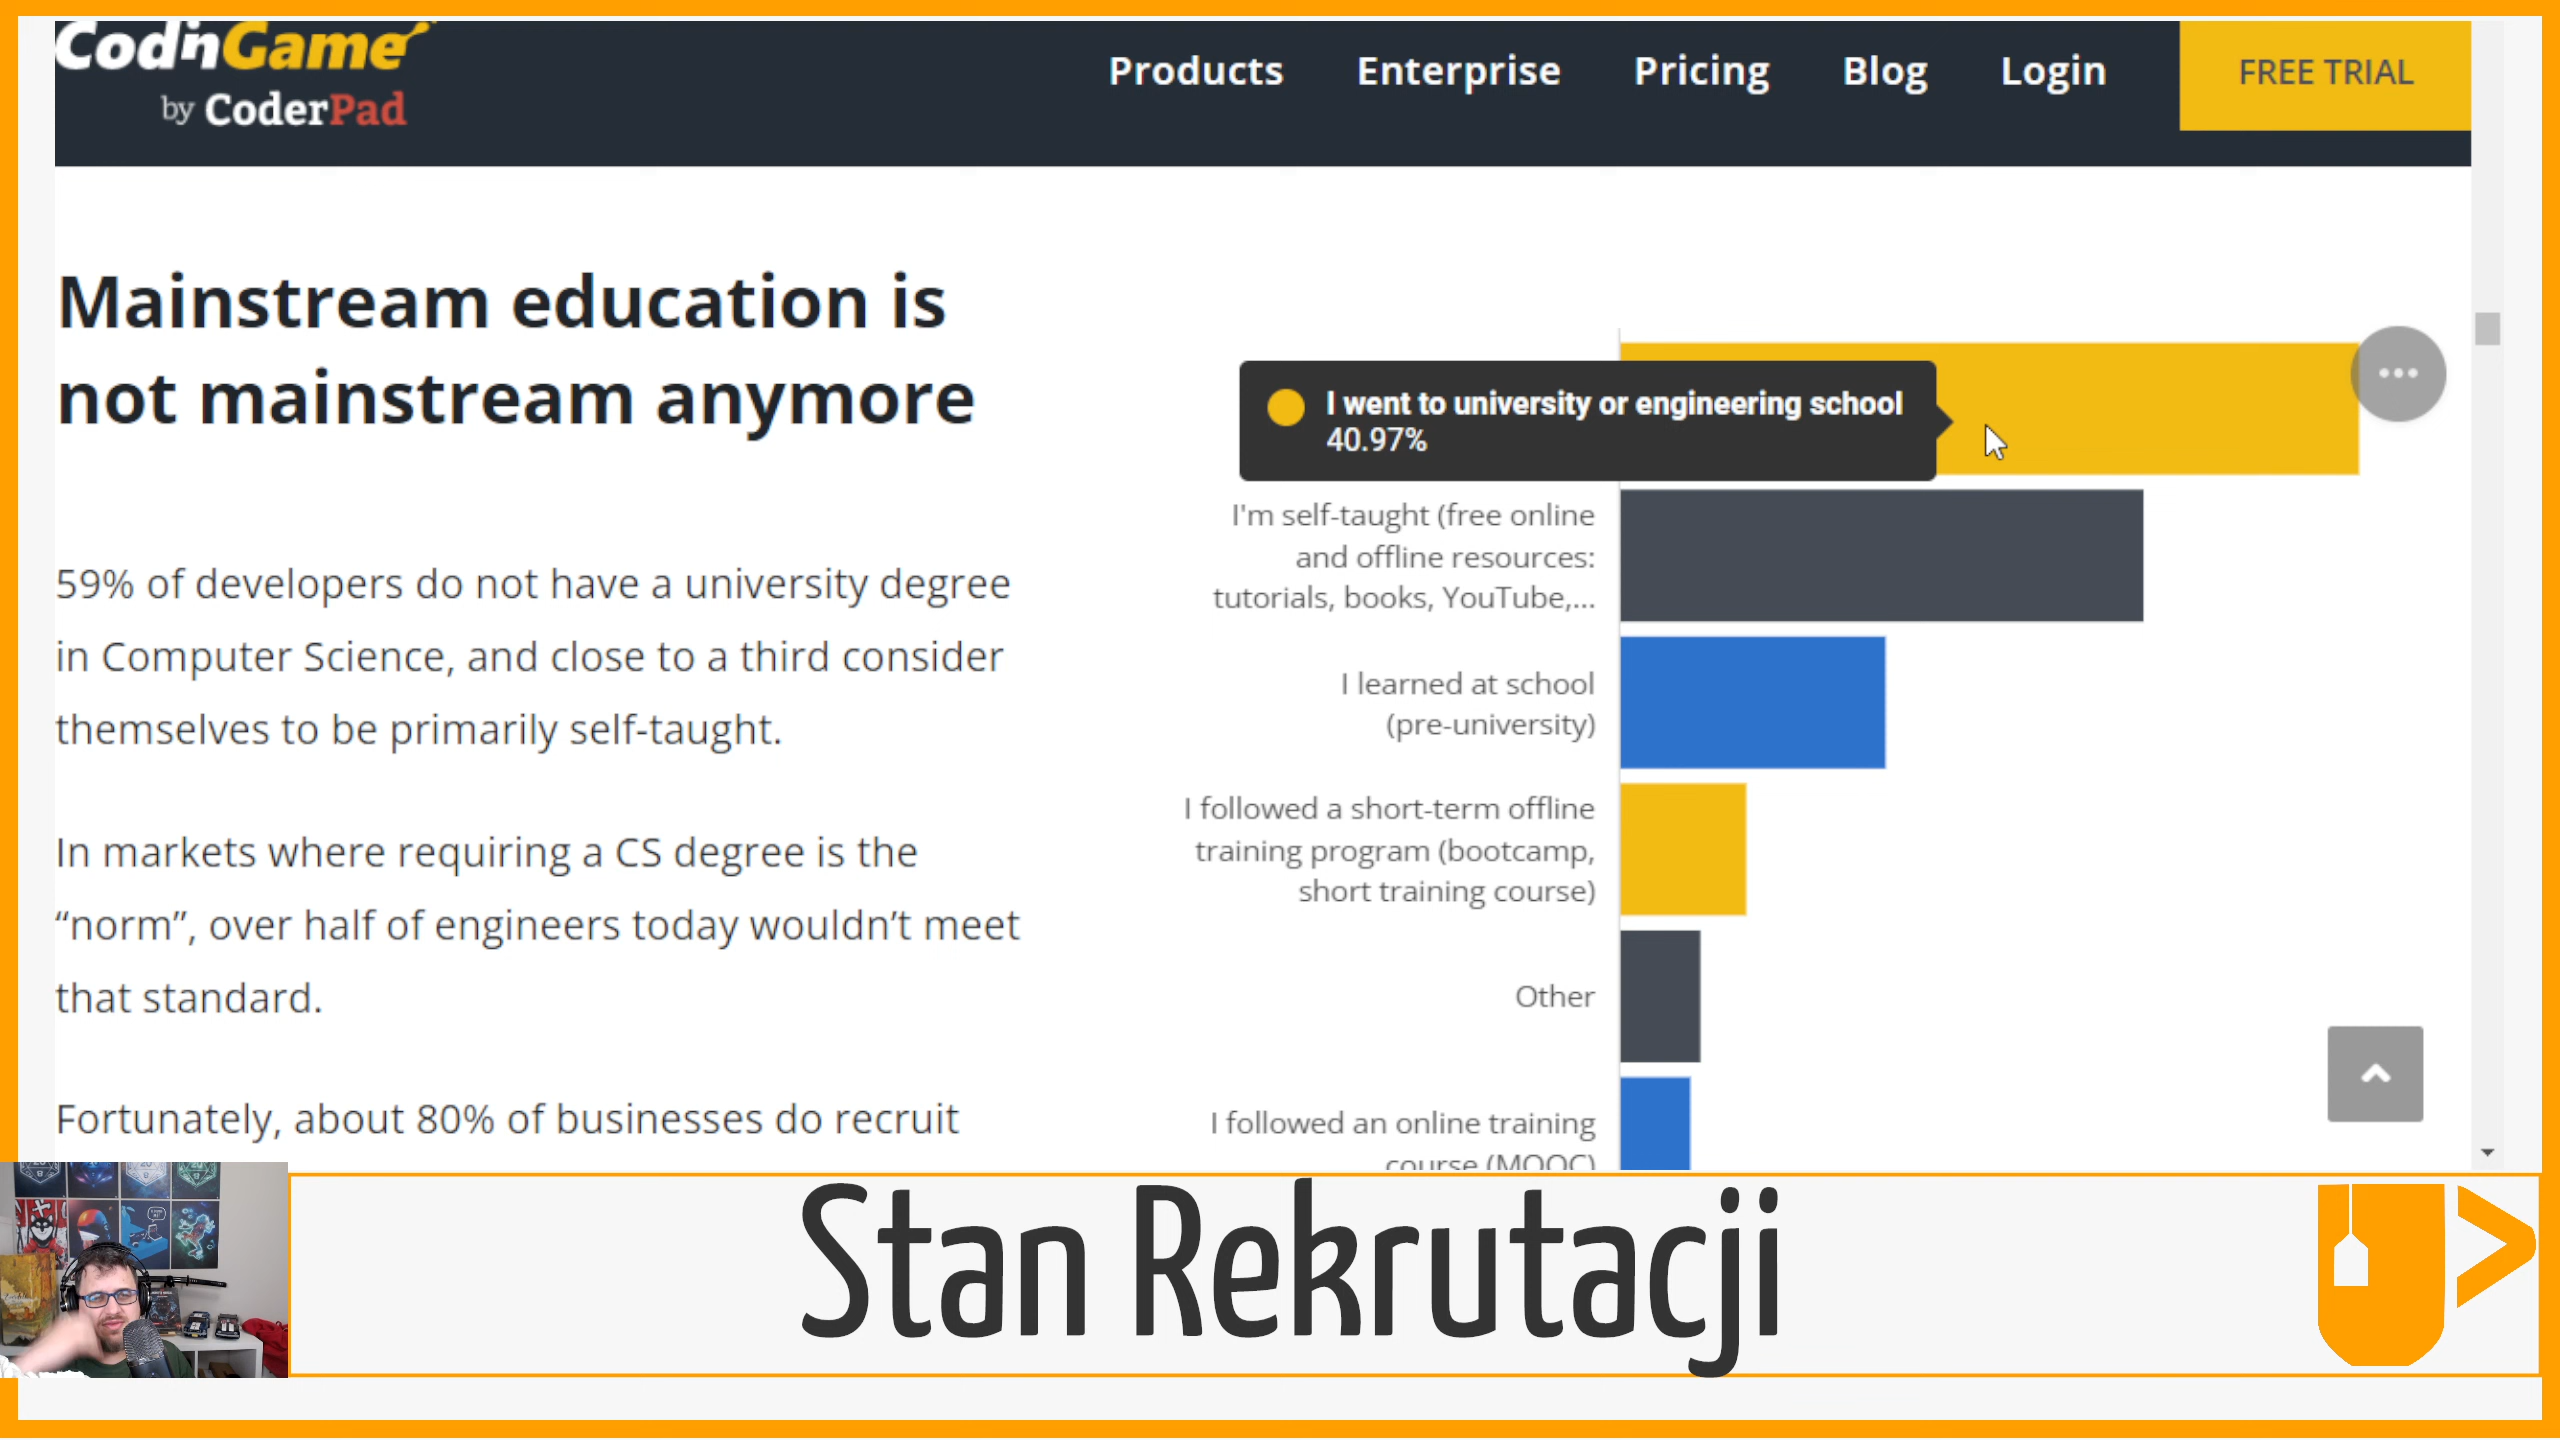 CodinGame
by CoderPad
Products Enterprise Pricing Blog Login FREE TRIAL
Mainstream education is
not mainstream anymore
59% of developers do not have a university degree
in Computer Science, and close to a third consider
themselves to be primarily self-taught.
In markets where requiring a CS degree is the
“norm”, over half of engineers today wouldn’t meet
that standard.
Fortunately, about 80% of businesses do recruit
I went to university or engineering school
40.97%
I'm self-taught (free online
and offline resources:
tutorials, books, YouTube,...
I learned at school
(pre-university)
I followed a short-term offline
training program (bootcamp,
short training course)
Other
I followed an online training
course (MOOC)
Stan Rekrutacji